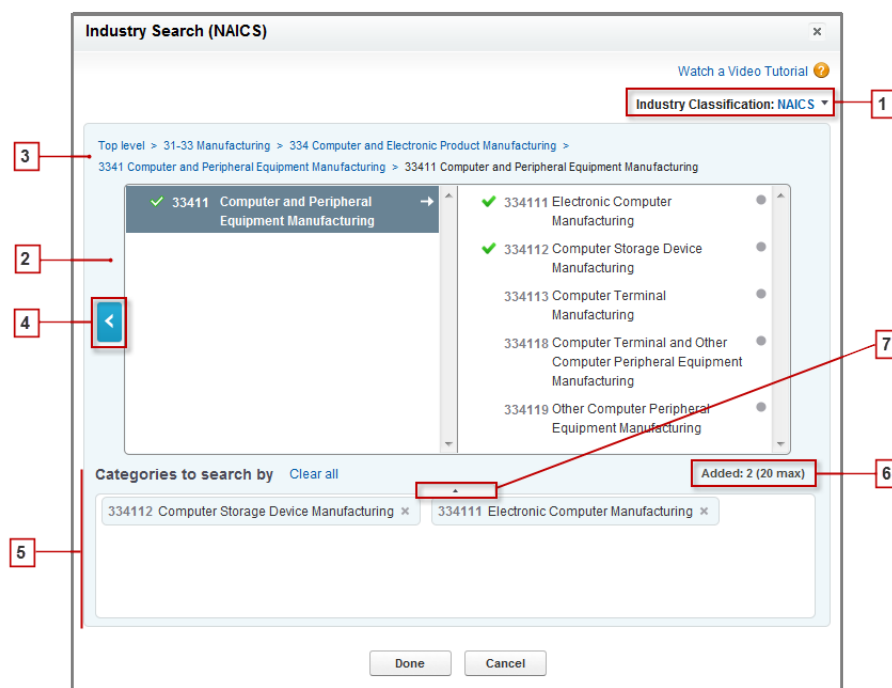 Industry Search (NAICS) ×
Watch a Video Tutorial ?
Industry Classification: NAICS
1
Top level > 31-33 Manufacturing > 334 Computer and Electronic Product Manufacturing >
3
3341 Computer and Peripheral Equipment Manufacturing > 33411 Computer and Peripheral Equipment Manufacturing
33411 Computer and Peripheral
Equipment Manufacturing
334111 Electronic Computer
Manufacturing
334112 Computer Storage Device
Manufacturing
334113 Computer Terminal
Manufacturing
334118 Computer Terminal and Other
Computer Peripheral Equipment
Manufacturing
334119 Other Computer Peripheral
Equipment Manufacturing
2
4
7
Categories to search by Clear all
Added: 2 (20 max)
6
334112 Computer Storage Device Manufacturing ×
334111 Electronic Computer Manufacturing ×
5
Done
Cancel